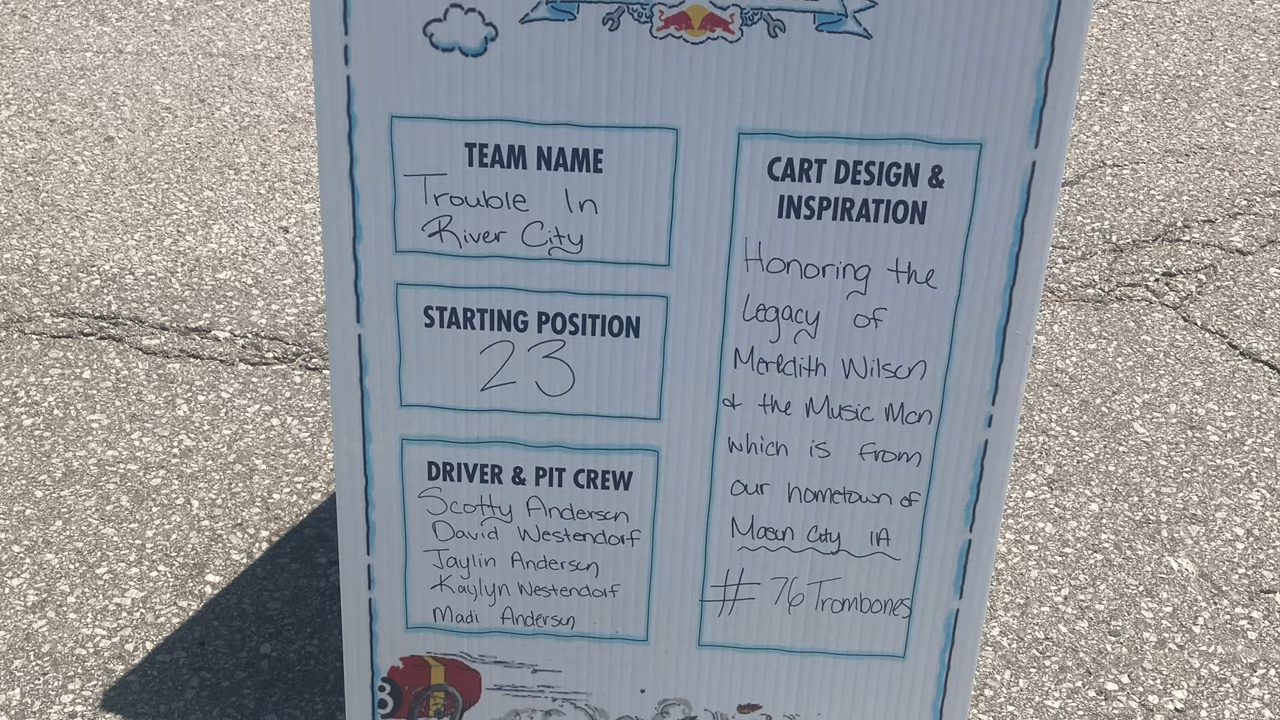 TEAM NAME
Trouble In
River City
STARTING POSITION
23
DRIVER & PIT CREW
Scotty Anderson
David Westendorf
Jaylin Anderson
Kaylyn Westendorf
Madi Anderson
CART DESIGN &
INSPIRATION
Honoring the
Legacy of
Meredith Wilson
& the Music Man
which is from
our hometown of
Mason City IA
# 76 Trombones
8